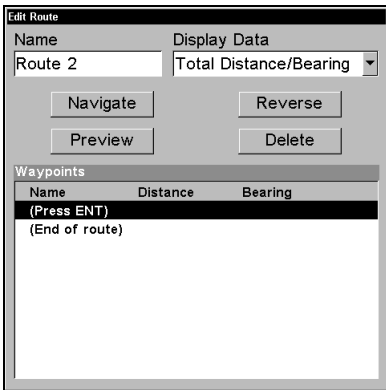 Edit Route
Name Display Data
Route 2 Total Distance/Bearing
Navigate Reverse
Preview Delete
Waypoints
Name Distance Bearing
(Press ENT)
(End of route)